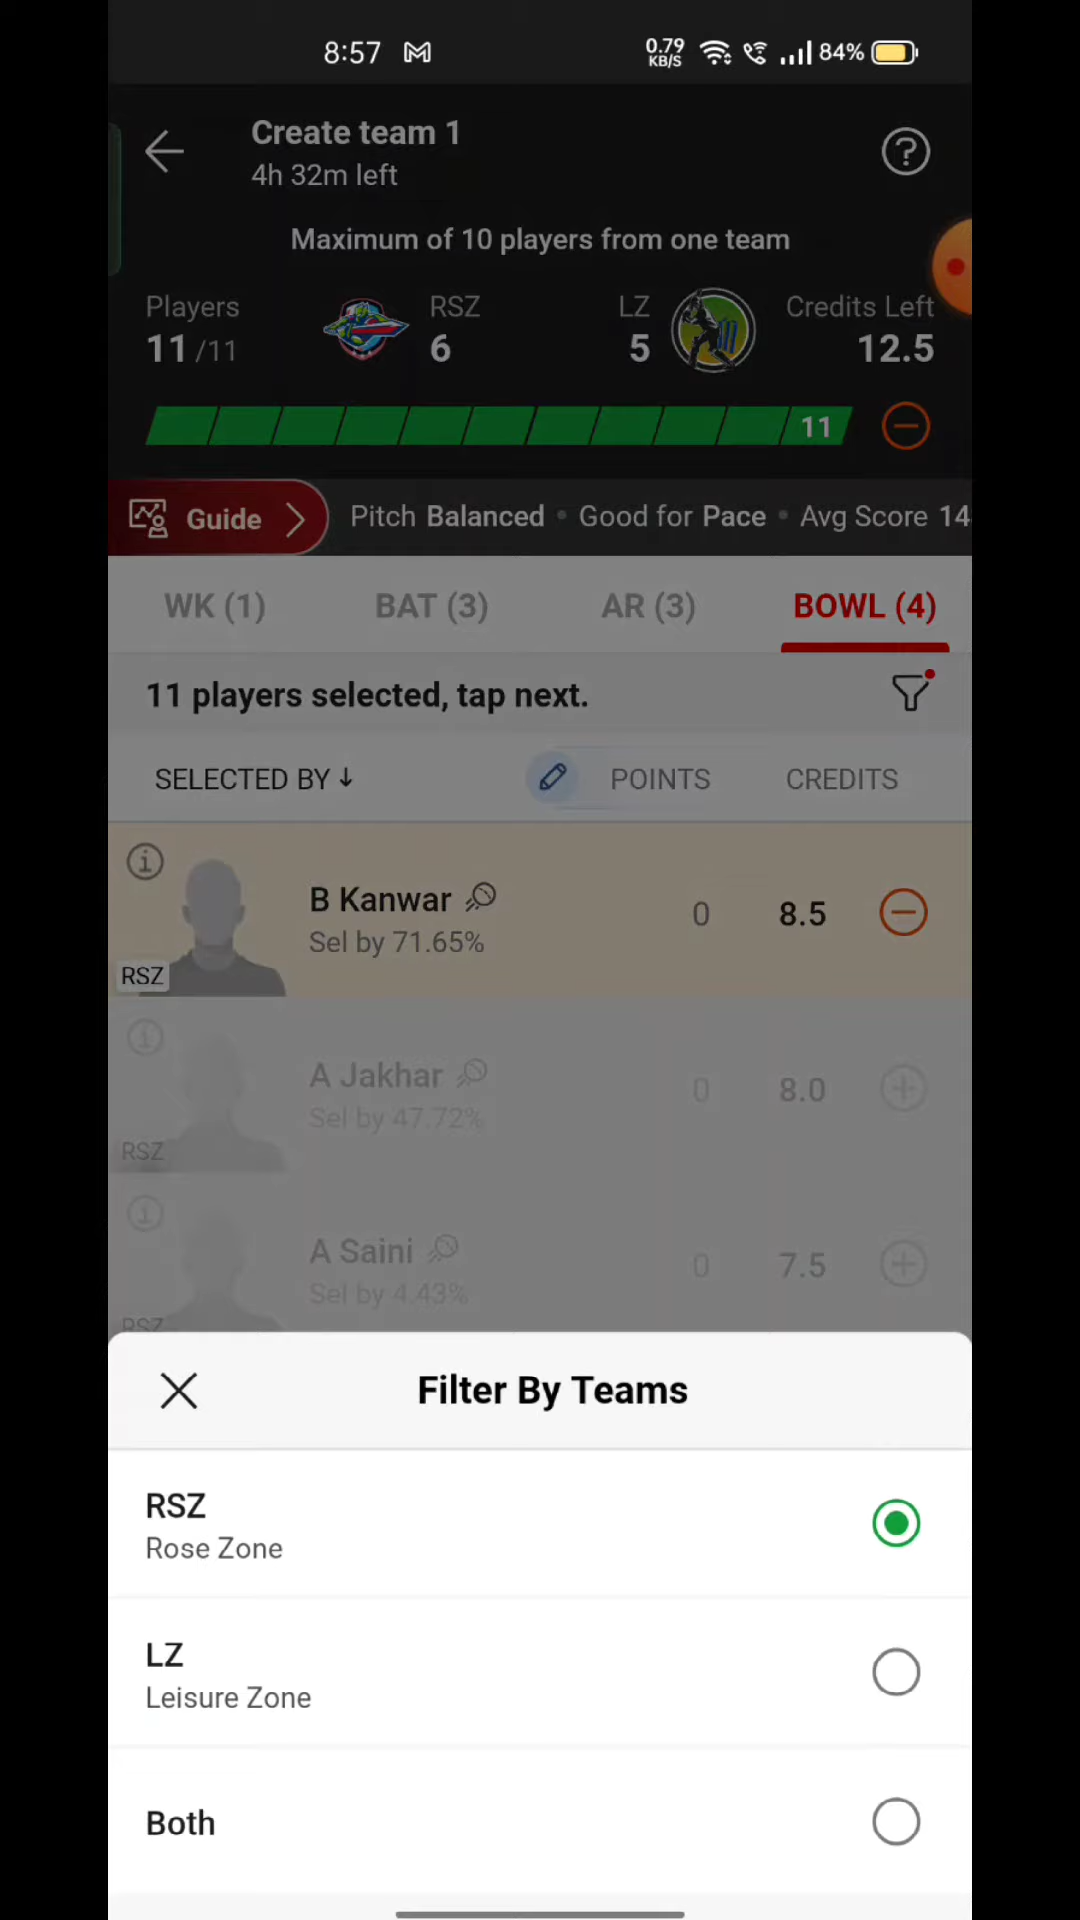 8:57
0.79 KB/S
84%
Create team 1
4h 32m left
Maximum of 10 players from one team
Players
11/11
RSZ
6
LZ
5
Credits Left
12.5
11
Guide
Pitch Balanced • Good for Pace • Avg Score 14
WK (1)
BAT (3)
AR (3)
BOWL (4)
11 players selected, tap next.
SELECTED BY ↓
POINTS
CREDITS
B Kanwar
Sel by 71.65%
0
8.5
RSZ
A Jakhar
Sel by 47.72%
0
8.0
RSZ
A Saini
Sel by 4.43%
0
7.5
RSZ
Filter By Teams
RSZ
Rose Zone
LZ
Leisure Zone
Both